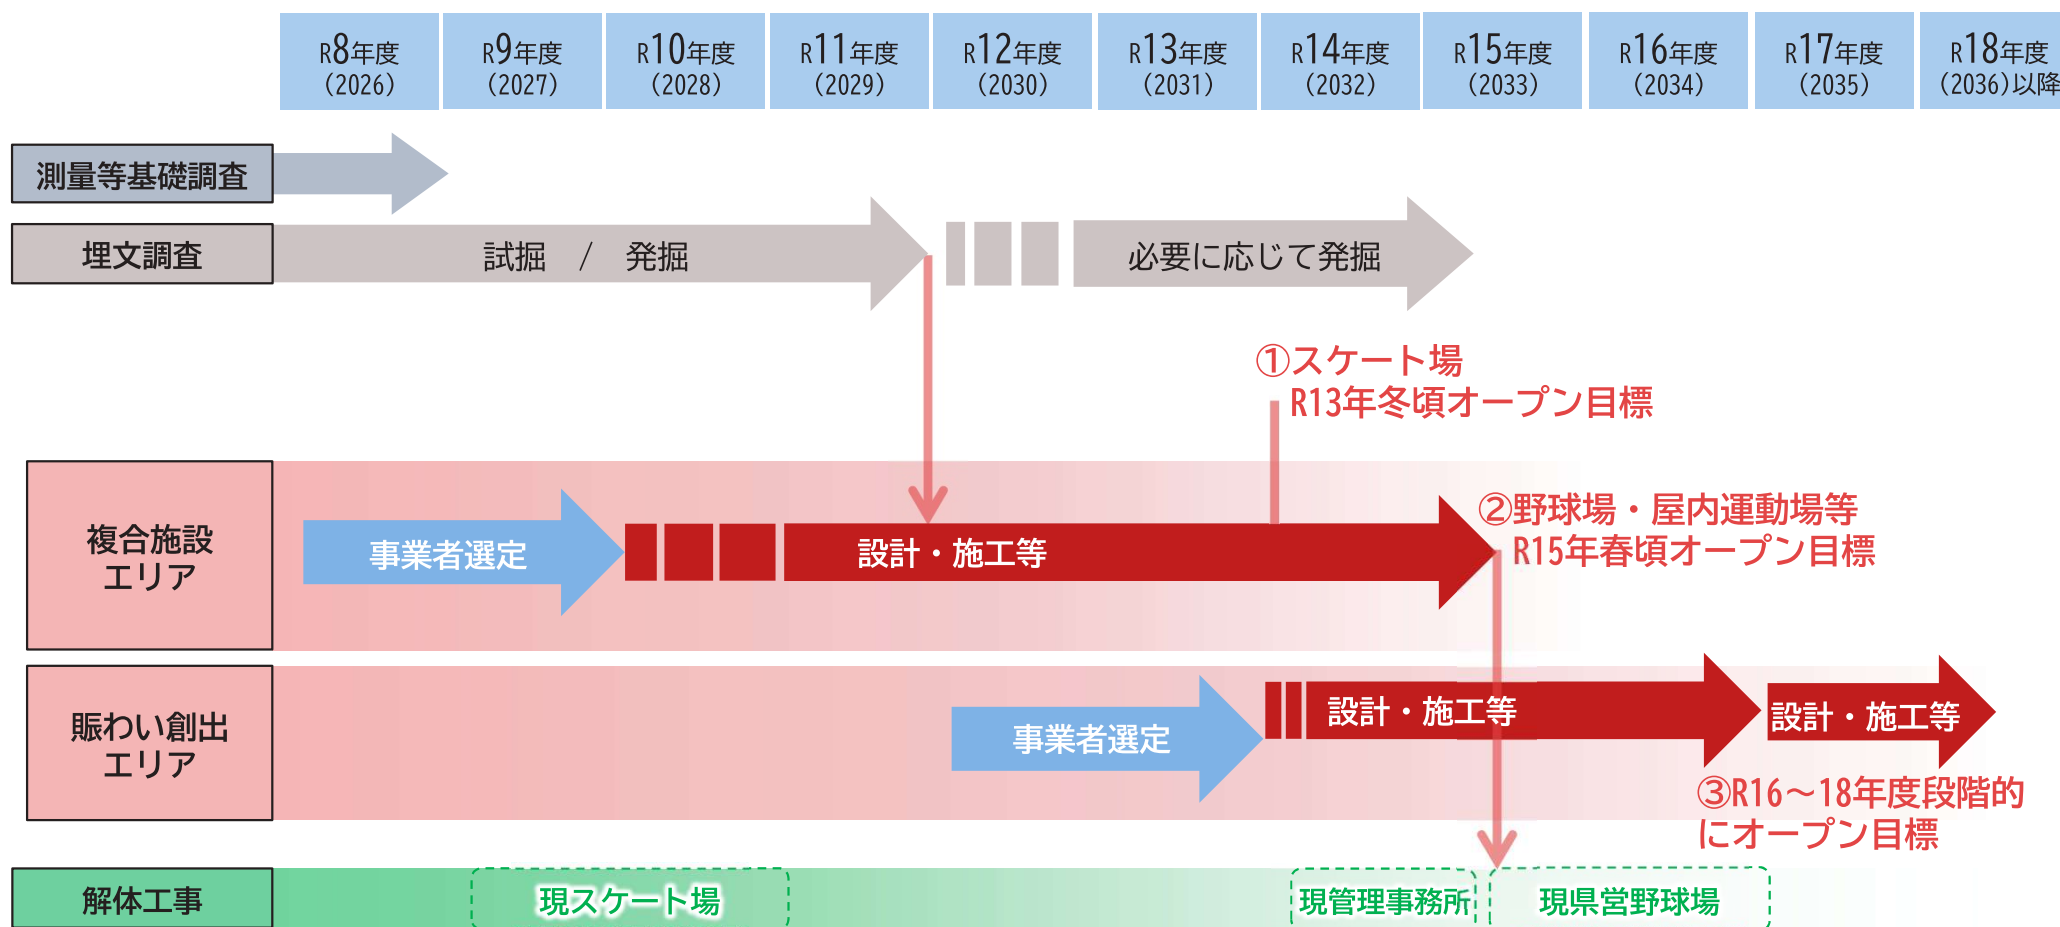 R8年度
(2026)
R9年度
(2027)
R10年度
(2028)
R11年度
(2029)
R12年度
(2030)
R13年度
(2031)
R14年度
(2032)
R15年度
(2033)
R16年度
(2034)
R17年度
(2035)
R18年度
(2036)以降
測量等基礎調査
埋文調査
試掘　/　発掘
必要に応じて発掘
①スケート場
R13年冬頃オープン目標
複合施設
エリア
事業者選定
設計・施工等
②野球場・屋内運動場等
R15年春頃オープン目標
賑わい創出
エリア
事業者選定
設計・施工等
設計・施工等
③R16～18年度段階的
にオープン目標
解体工事
現スケート場
現管理事務所
現県営野球場